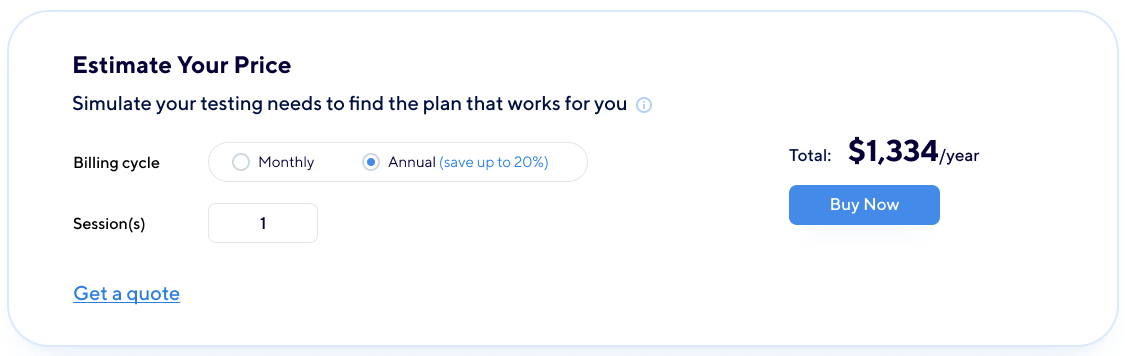 Estimate Your Price
Simulate your testing needs to find the plan that works for you
Billing cycle
Monthly
Annual (save up to 20%)
Total: $1,334/year
Buy Now
Session(s)
1
Get a quote